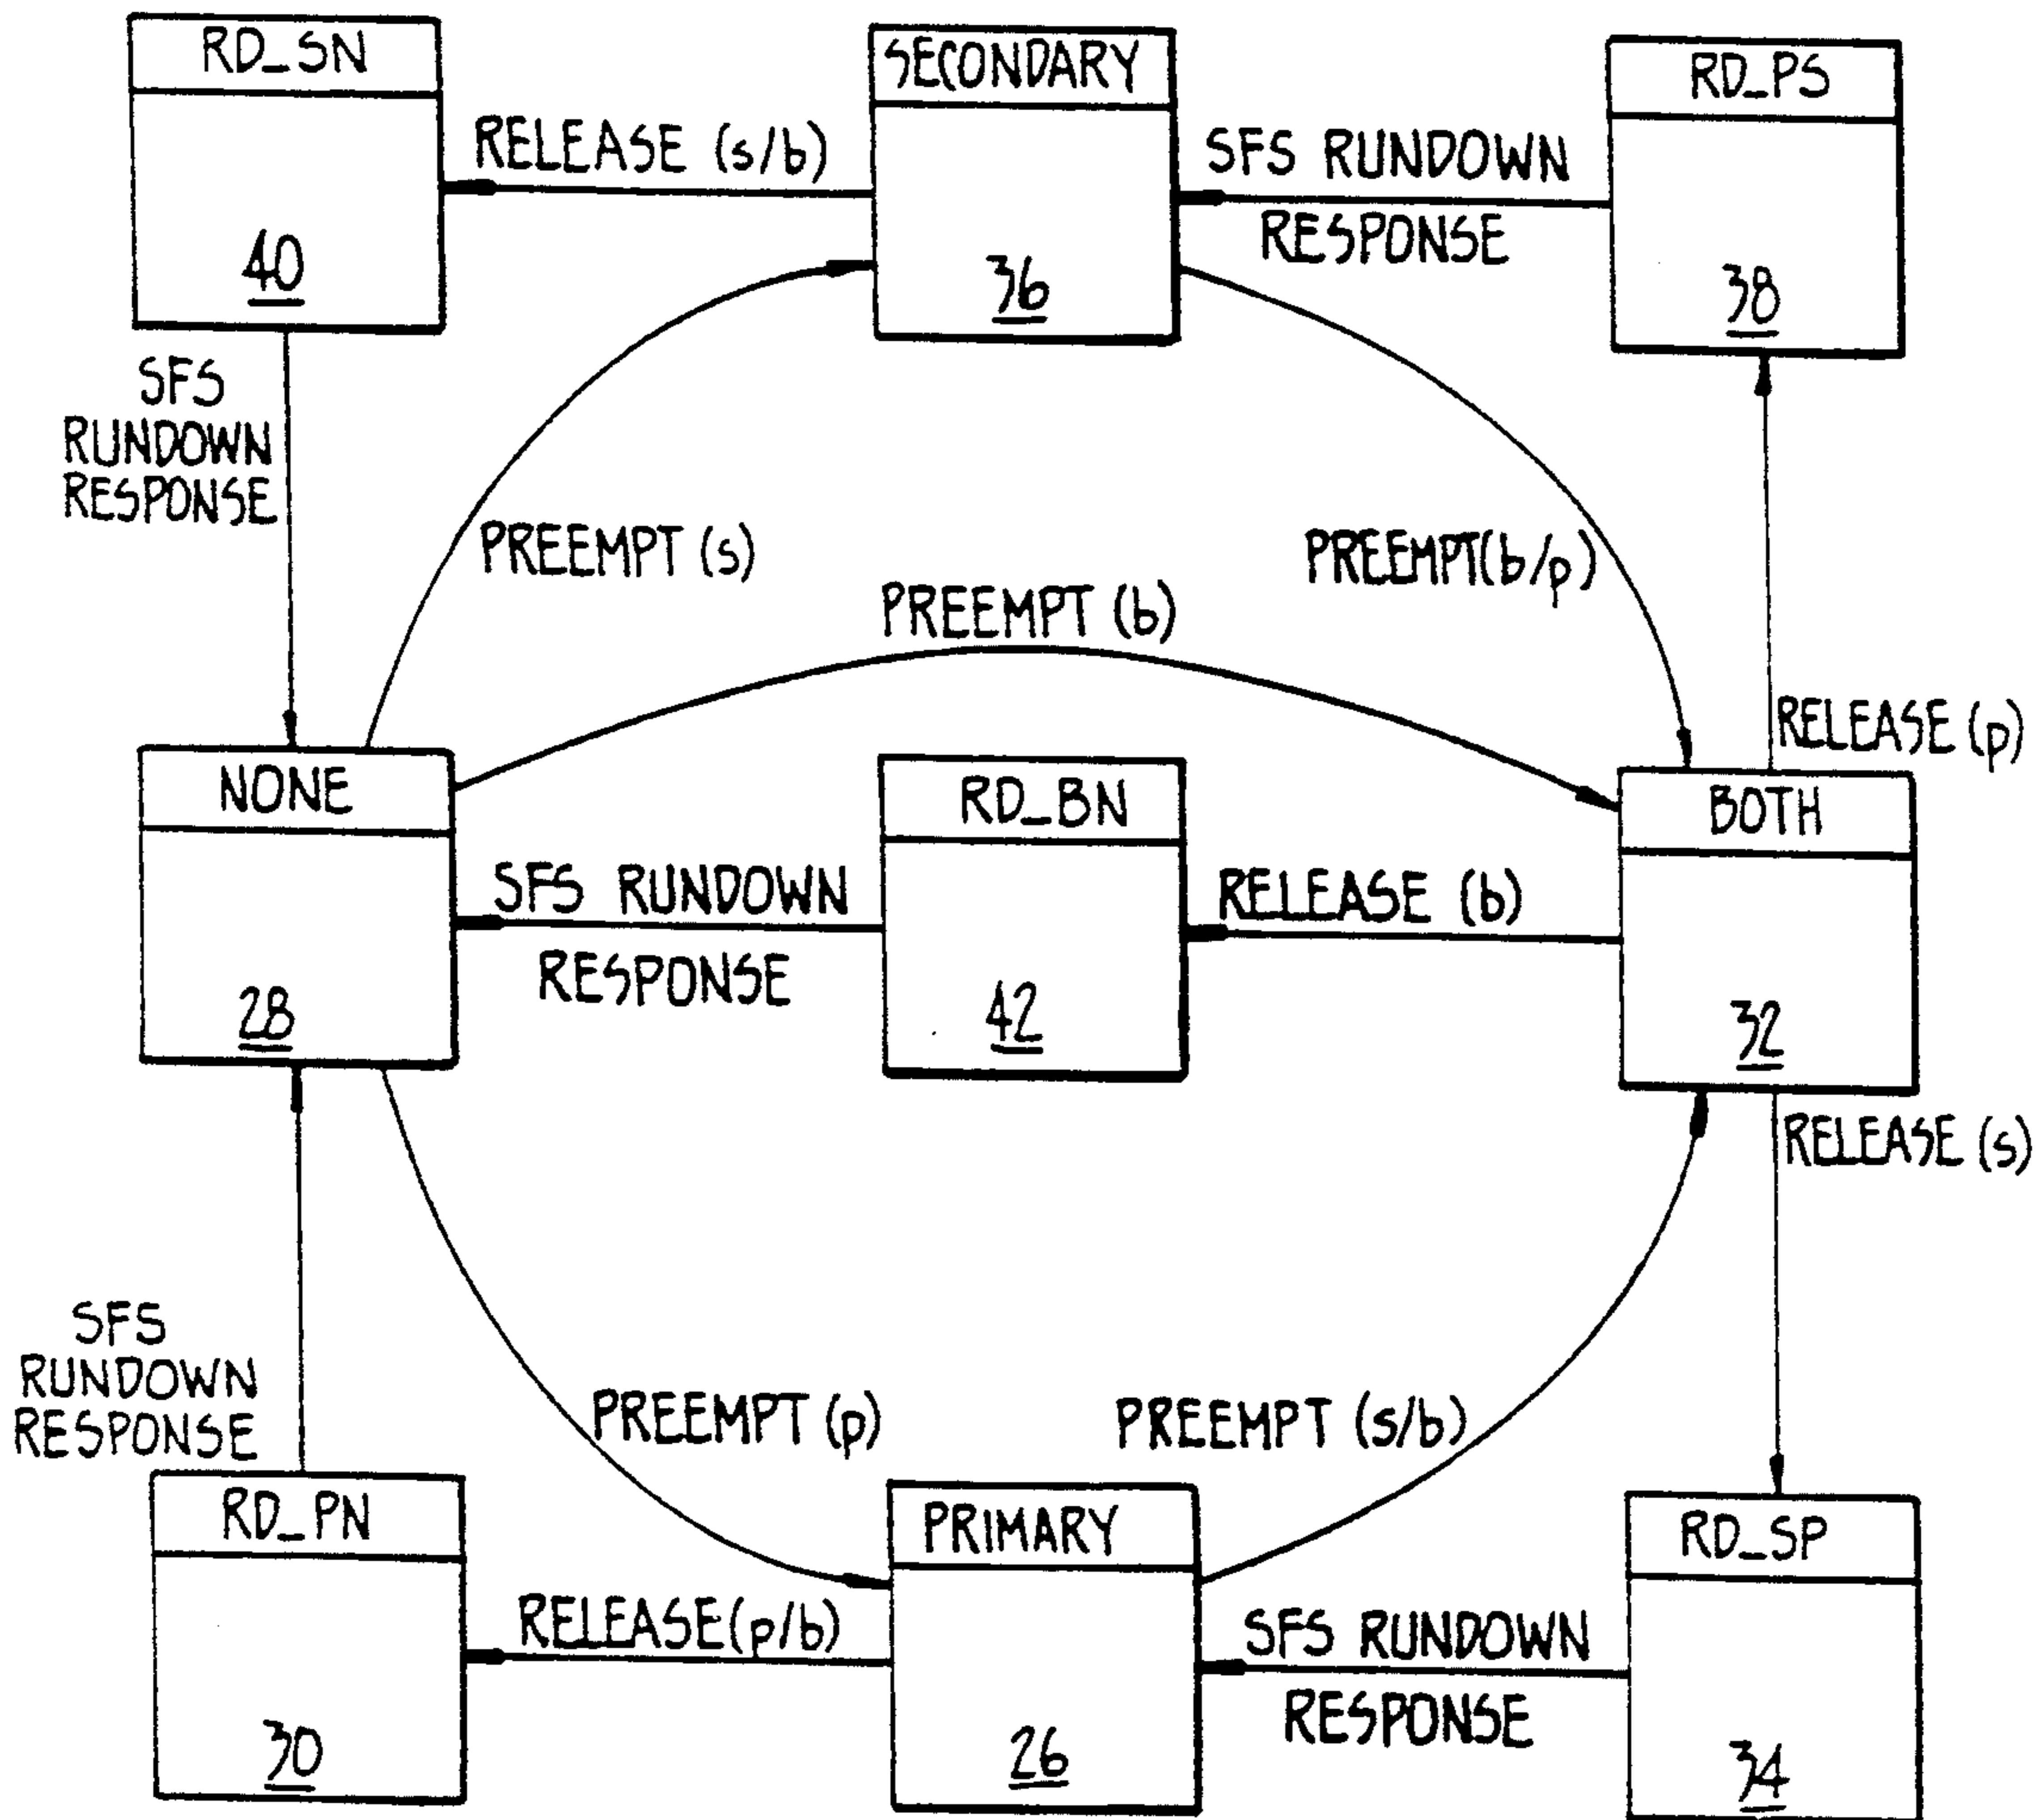 RD_SN
SECONDARY
RD_PS
RELEASE (s/b)
SFS RUNDOWN
RESPONSE
40
36
38
SFS
RUNDOWN
RESPONSE
PREEMPT (s)
PREEMPT(b/p)
PREEMPT (b)
RELEASE (p)
NONE
RD_BN
BOTH
SFS RUNDOWN
RESPONSE
RELEASE (b)
28
42
32
RELEASE (s)
SFS
RUNDOWN
RESPONSE
PREEMPT (p)
PREEMPT (s/b)
RD_PN
PRIMARY
RD_SP
RELEASE(p/b)
SFS RUNDOWN
RESPONSE
30
26
34